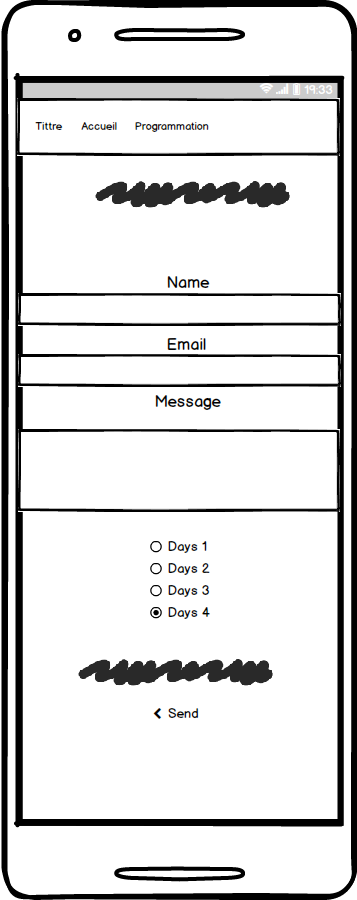 19:33
Tittre Accueil Programmation
Name
Email
Message
Days 1
Days 2
Days 3
Days 4
Send